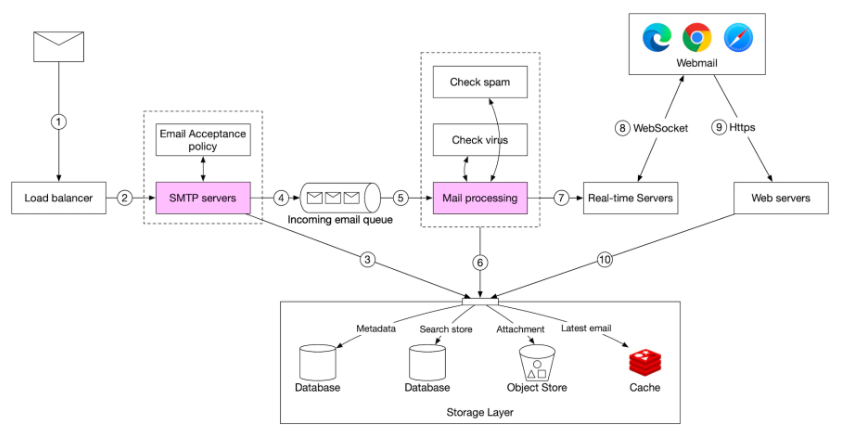 Webmail
Check spam
1
Email Acceptance
policy
Check virus
8
WebSocket
9
Https
Load balancer
2
SMTP servers
4
Incoming email queue
5
Mail processing
7
Real-time Servers
Web servers
3
6
10
Metadata
Search store
Attachment
Latest email
Database
Database
Object Store
Cache
Storage Layer